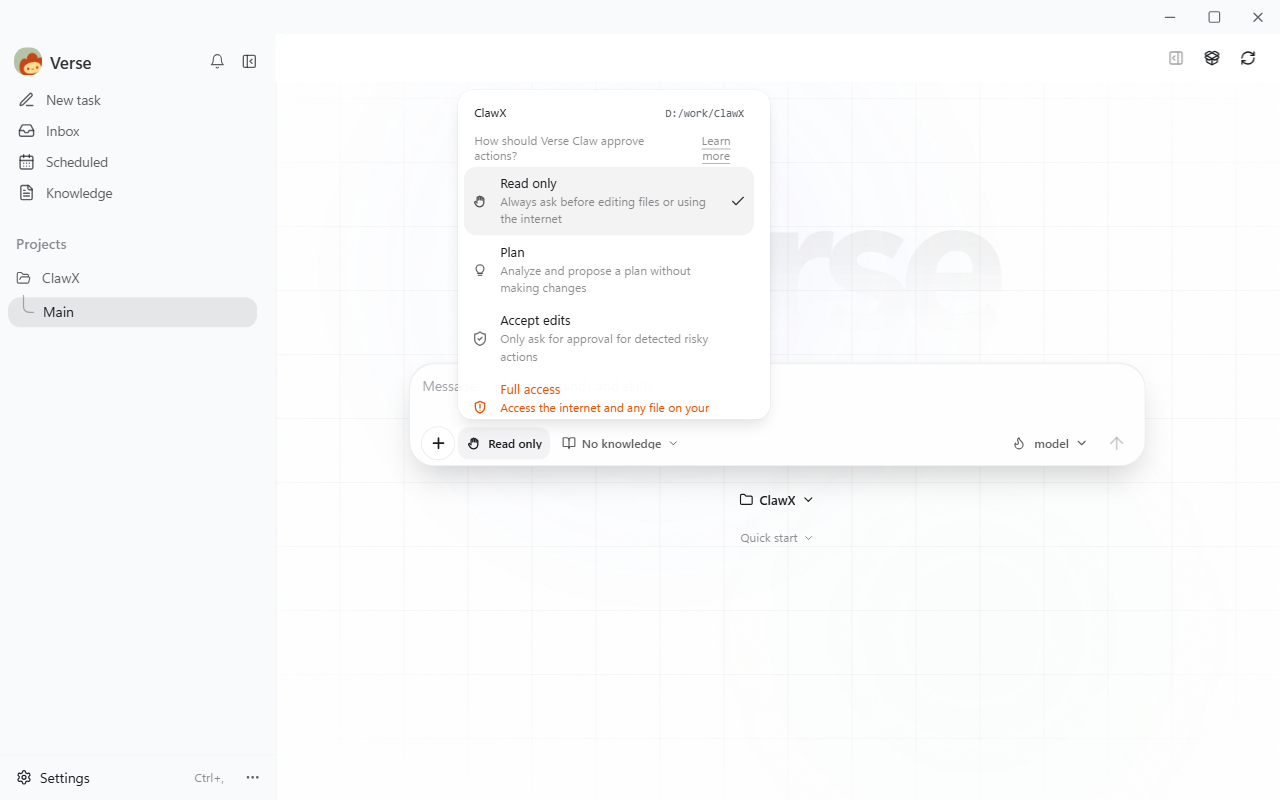 Verse
New task
Inbox
Scheduled
Knowledge
Projects
ClawX
Main
Settings
Ctrl+,
ClawX
D:/work/ClawX
How should Verse Claw approve
actions?
Learn
more
Read only
Always ask before editing files or using
the internet
Plan
Analyze and propose a plan without
making changes
Accept edits
Only ask for approval for detected risky
actions
Full access
Access the internet and any file on your
rse
Messa
Read only
No knowledge
model
ClawX
Quick start